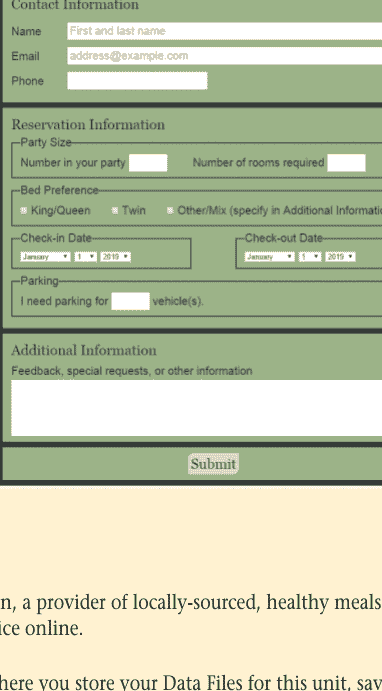 Contact Information
Name First and last name
Email address@example.com
Phone
Reservation Information
Party Size
Number in your party Number of rooms required
Bed Preference
King/Queen Twin Other/Mix (specify in Additional Informatio
Check-in Date Check-out Date
January 1 2019 January 1 2019
Parking
I need parking for vehicle(s).
Additional Information
Feedback, special requests, or other information
Submit
n, a provider of locally-sourced, healthy meals
ice online.
here you store your Data Files for this unit, sav